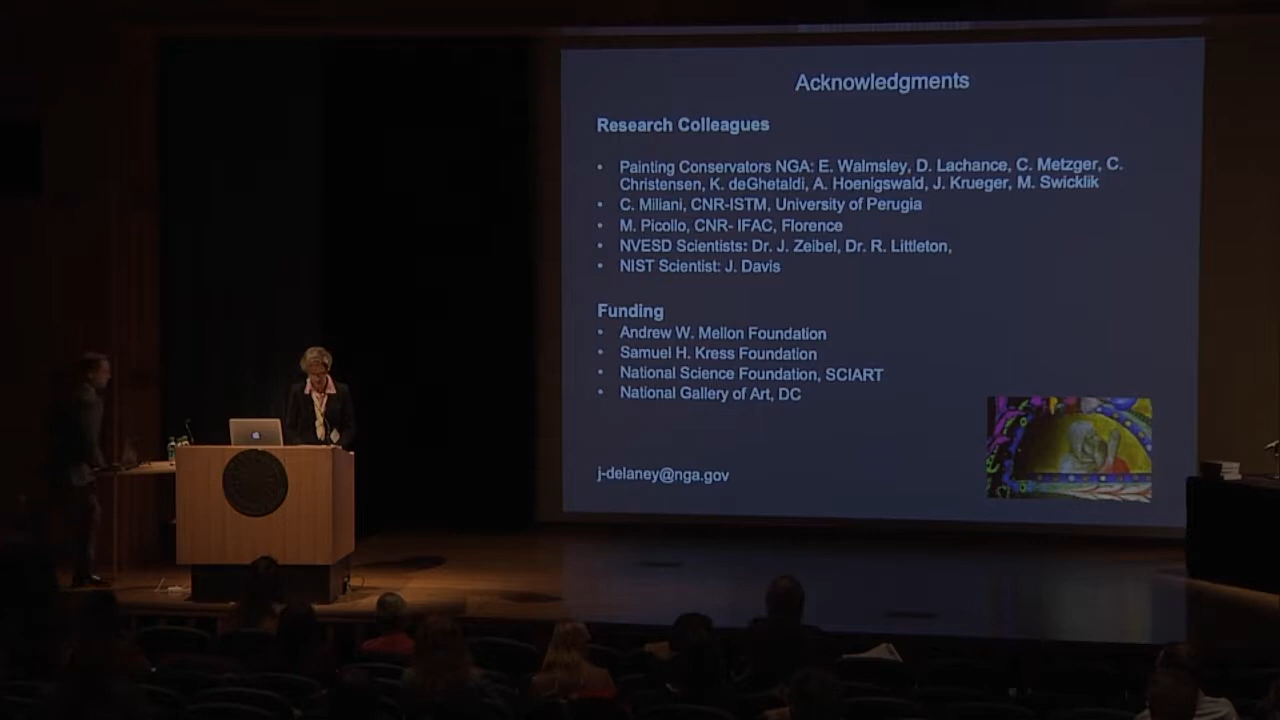 Acknowledgments
Research Colleagues
• Painting Conservators NGA: E. Walmsley, D. Lachance, C. Metzger, C.
Christensen, K. deGhetaldi, A. Hoenigswald, J. Krueger, M. Swicklik
• C. Miliani, CNR-ISTM, University of Perugia
• M. Picollo, CNR- IFAC, Florence
• NVESD Scientists: Dr. J. Zeibel, Dr. R. Littleton,
• NIST Scientist: J. Davis
Funding
• Andrew W. Mellon Foundation
• Samuel H. Kress Foundation
• National Science Foundation, SCIART
• National Gallery of Art, DC
j-delaney@nga.gov